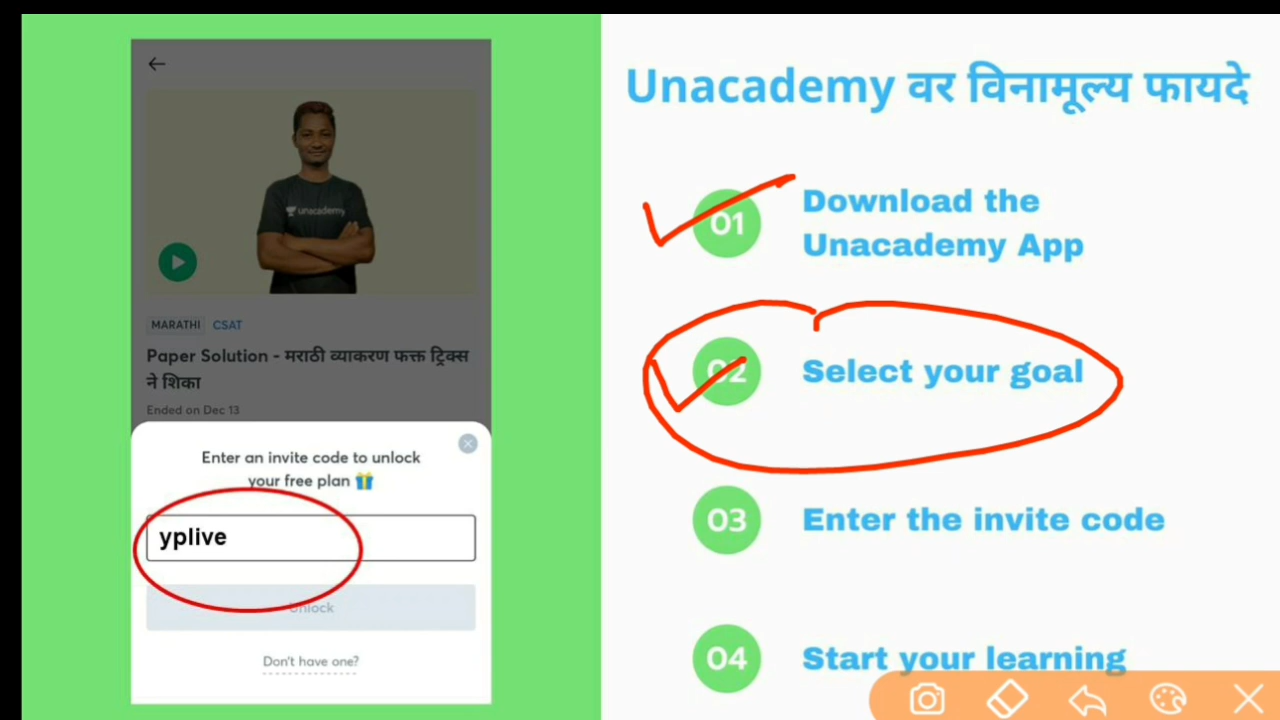 unacademy
MARATHI CSAT
Paper Solution - मराठी व्याकरण फक्त ट्रिक्स
ने शिका
Ended on Dec 13
Enter an invite code to unlock
your free plan
yplive
Unlock
Don't have one?
Unacademy वर विनामूल्य फायदे
01 Download the
Unacademy App
02 Select your goal
03 Enter the invite code
04 Start your learning